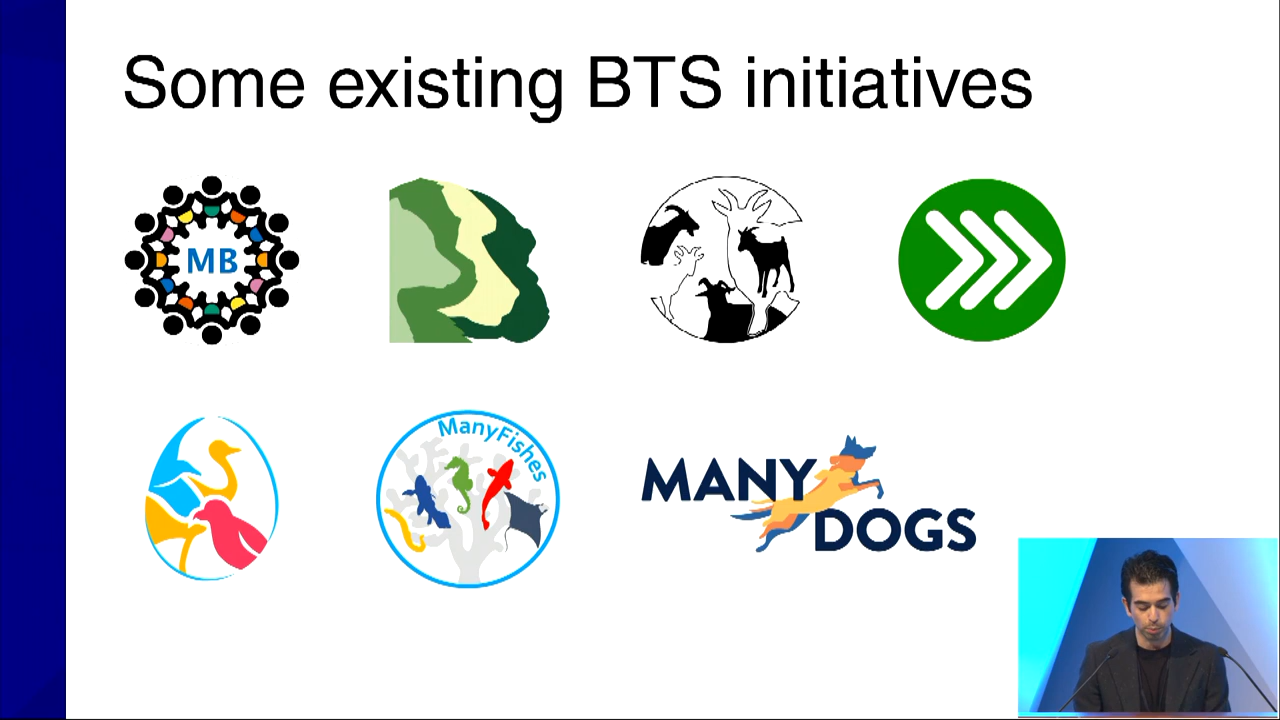 Some existing BTS initiatives
MB
ManyFishes
MANY
DOGS